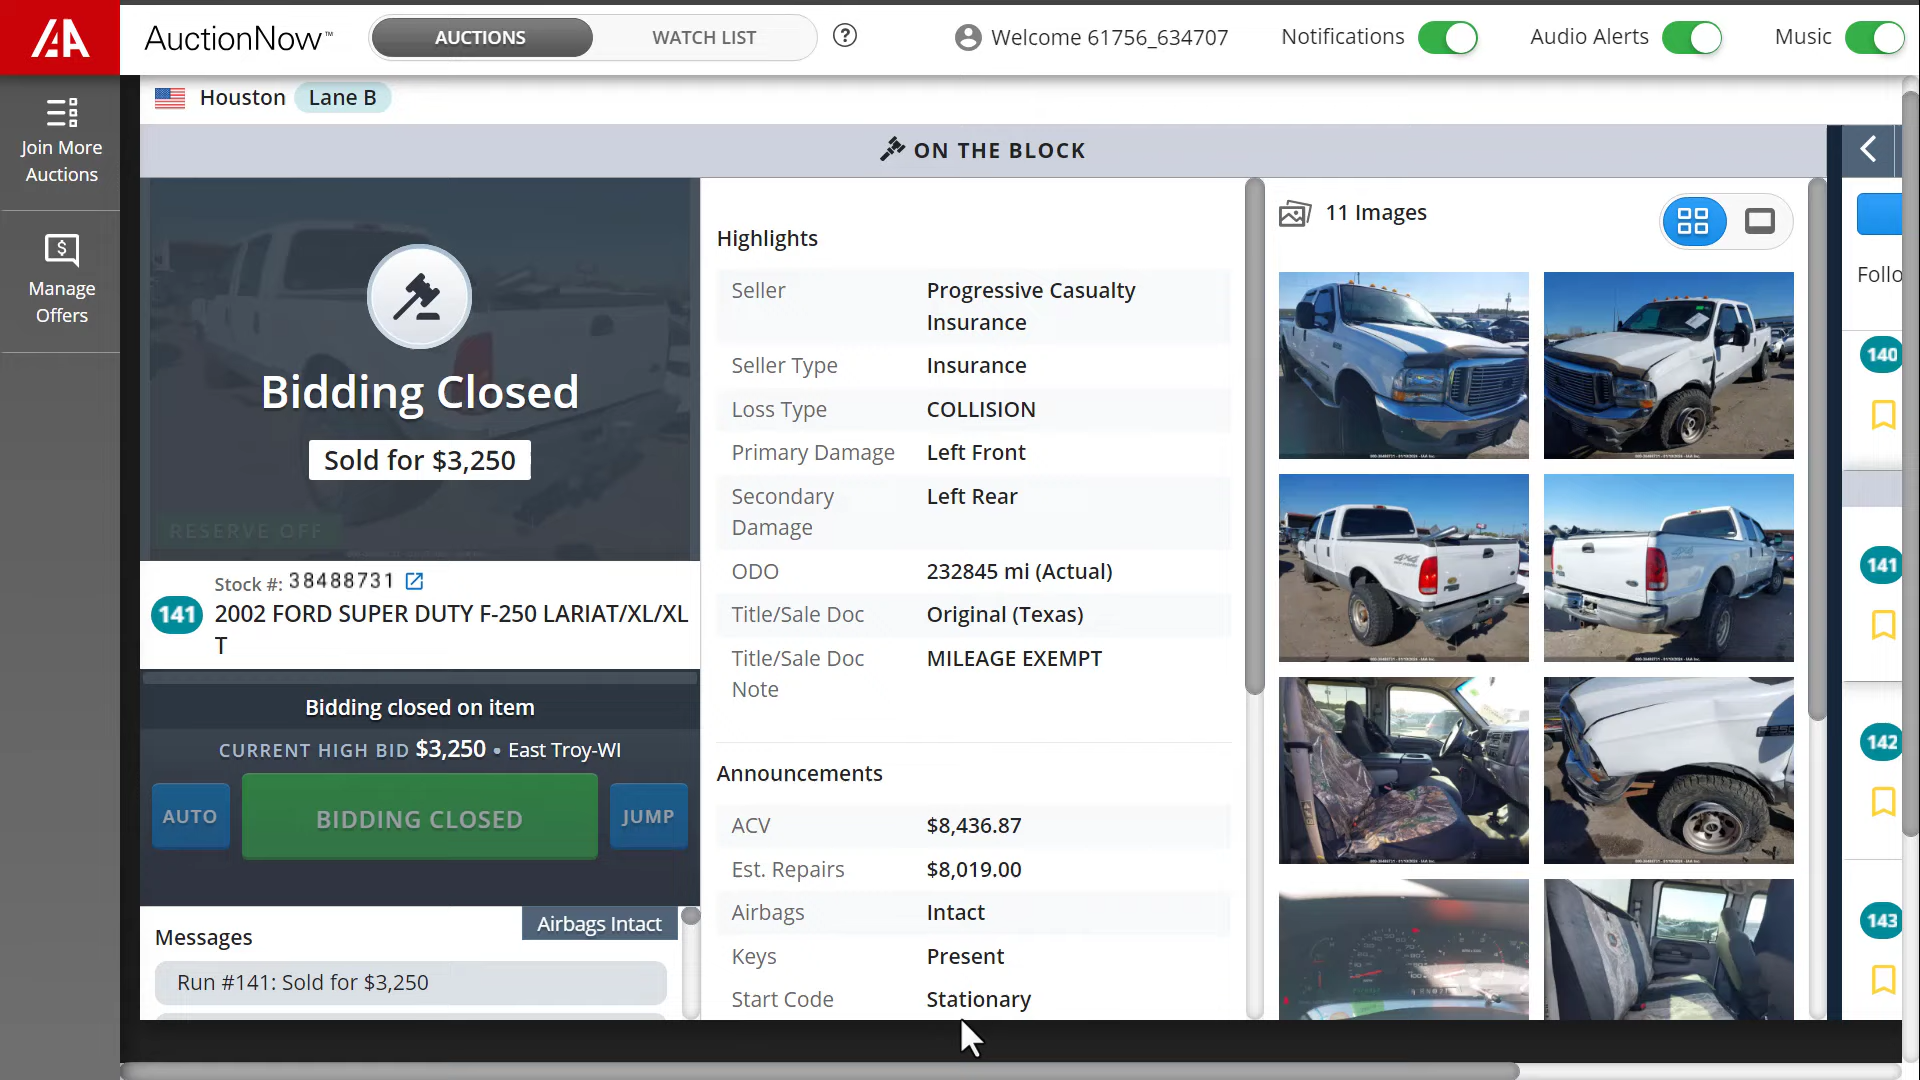 IAA
AuctionNow™
AUCTIONS
WATCH LIST
?
Welcome 61756_634707
Notifications
Audio Alerts
Music
Join More
Auctions
Manage
Offers
Houston
Lane B
ON THE BLOCK
Bidding Closed
Sold for $3,250
RESERVE OFF
Stock #: 38488731
141
2002 FORD SUPER DUTY F-250 LARIAT/XL/XL
T
Bidding closed on item
CURRENT HIGH BID $3,250 • East Troy-WI
AUTO
BIDDING CLOSED
JUMP
Airbags Intact
Messages
Run #141: Sold for $3,250
Highlights
Seller
Progressive Casualty
Insurance
Seller Type
Insurance
Loss Type
COLLISION
Primary Damage
Left Front
Secondary
Damage
Left Rear
ODO
232845 mi (Actual)
Title/Sale Doc
Original (Texas)
Title/Sale Doc
Note
MILEAGE EXEMPT
Announcements
ACV
$8,436.87
Est. Repairs
$8,019.00
Airbags
Intact
Keys
Present
Start Code
Stationary
11 Images
Follo
140
141
142
143